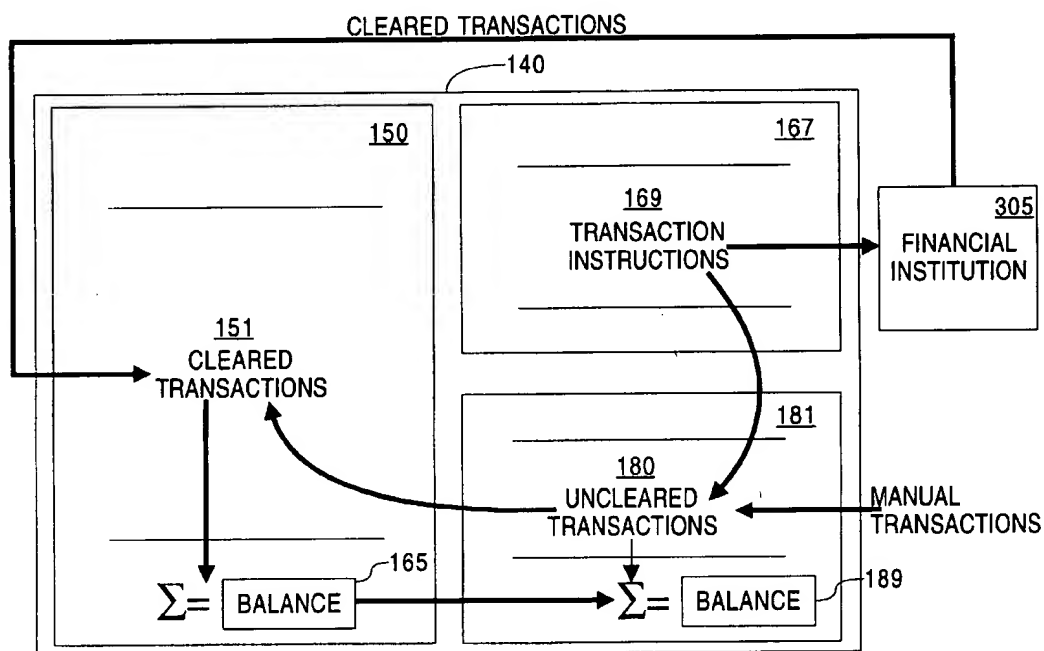 CLEARED TRANSACTIONS
140
150
167
169
TRANSACTION
INSTRUCTIONS
305
FINANCIAL
INSTITUTION
151
CLEARED
TRANSACTIONS
181
180
UNCLEARED
TRANSACTIONS
MANUAL
TRANSACTIONS
165
Σ= BALANCE
Σ= BALANCE
189